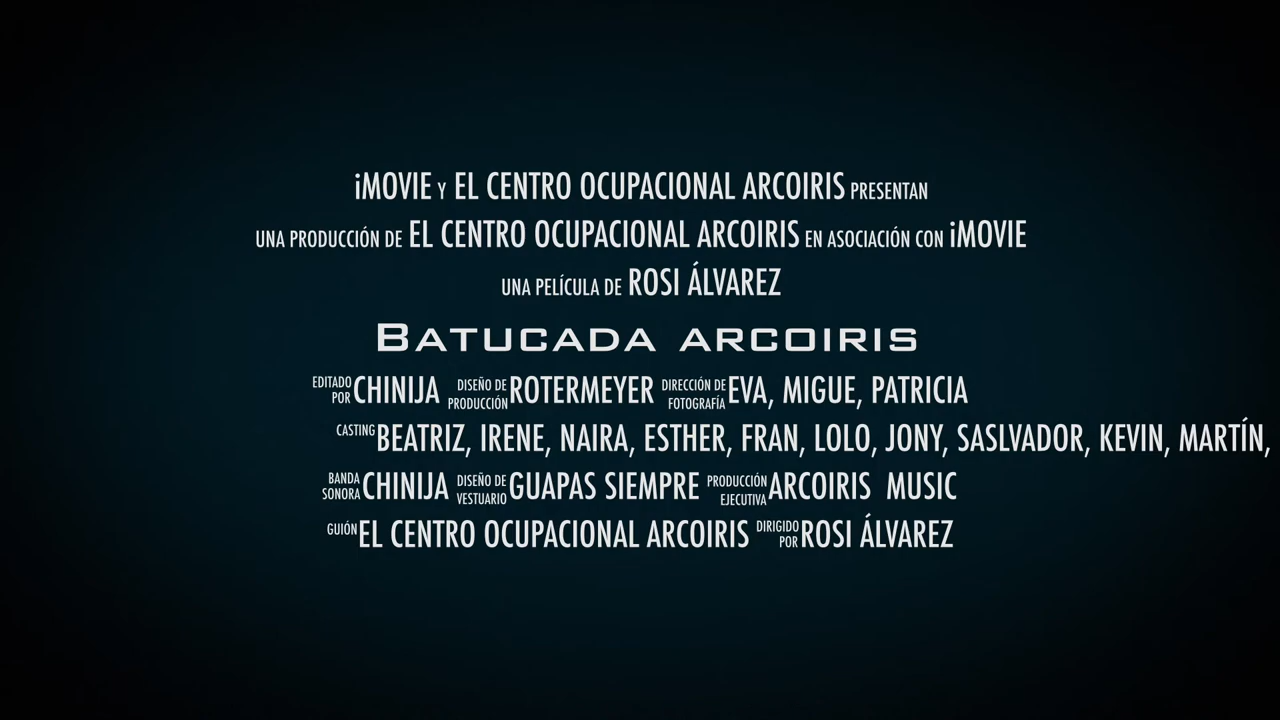 iMOVIE Y EL CENTRO OCUPACIONAL ARCOIRIS PRESENTAN
UNA PRODUCCIÓN DE EL CENTRO OCUPACIONAL ARCOIRIS EN ASOCIACIÓN CON iMOVIE
UNA PELÍCULA DE ROSI ÁLVAREZ
BATUCADA ARCOIRIS
EDITADO POR CHINIJA DISEÑO DE PRODUCCIÓN ROTERMEYER DIRECCIÓN DE FOTOGRAFÍA EVA, MIGUE, PATRICIA
CASTING BEATRIZ, IRENE, NAIRA, ESTHER, FRAN, LOLO, JONY, SASLVADOR, KEVIN, MARTÍN,
BANDA SONORA CHINIJA DISEÑO DE VESTUARIO GUAPAS SIEMPRE PRODUCCIÓN EJECUTIVA ARCOIRIS MUSIC
GUIÓN EL CENTRO OCUPACIONAL ARCOIRIS DIRIGIDO POR ROSI ÁLVAREZ